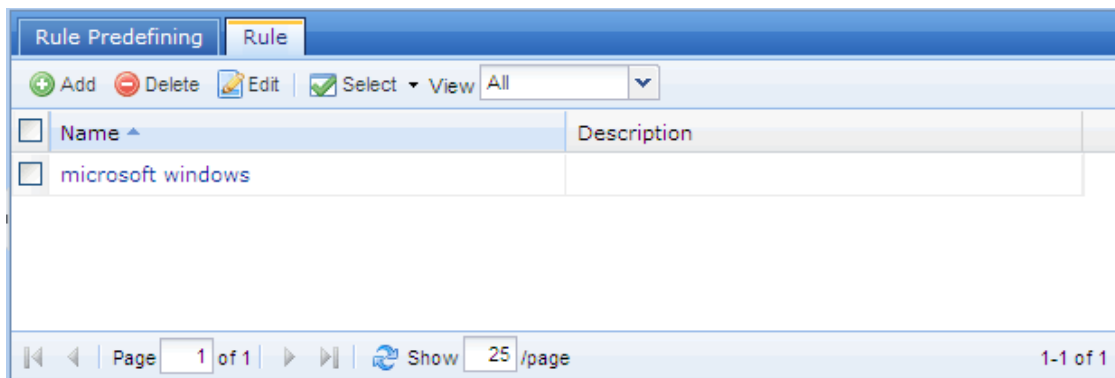 Rule Predefining Rule
Add Delete Edit Select View All
Name Description
microsoft windows
Page 1 of 1 Show 25 /page 1-1 of 1